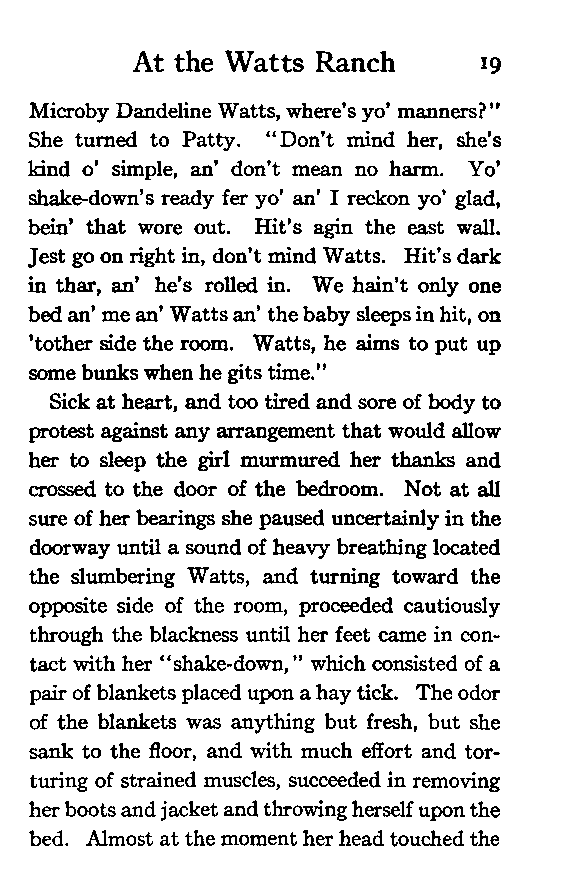 At the Watts Ranch 19
Microby Dandeline Watts, where's yo' manners?"
She turned to Patty. "Don't mind her, she's
kind o' simple, an' don't mean no harm. Yo'
shake-down's ready fer yo' an' I reckon yo' glad,
bein' that wore out. Hit's agin the east wall.
Jest go on right in, don't mind Watts. Hit's dark
in thar, an' he's rolled in. We hain't only one
bed an' me an' Watts an' the baby sleeps in hit, on
'tother side the room. Watts, he aims to put up
some bunks when he gits time."
Sick at heart, and too tired and sore of body to
protest against any arrangement that would allow
her to sleep the girl murmured her thanks and
crossed to the door of the bedroom. Not at all
sure of her bearings she paused uncertainly in the
doorway until a sound of heavy breathing located
the slumbering Watts, and turning toward the
opposite side of the room, proceeded cautiously
through the blackness until her feet came in con-
tact with her "shake-down," which consisted of a
pair of blankets placed upon a hay tick. The odor
of the blankets was anything but fresh, but she
sank to the floor, and with much effort and tor-
turing of strained muscles, succeeded in removing
her boots and jacket and throwing herself upon the
bed. Almost at the moment her head touched the